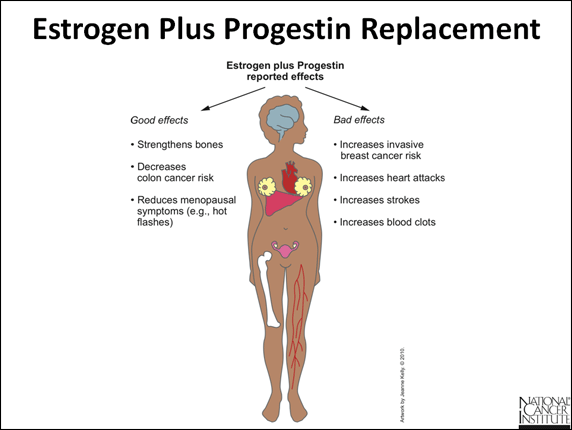 Estrogen Plus Progestin Replacement
Estrogen plus Progestin
reported effects
Good effects
• Strengthens bones
• Decreases
colon cancer risk
• Reduces menopausal
symptoms (e.g., hot
flashes)
Bad effects
• Increases invasive
breast cancer risk
• Increases heart attacks
• Increases strokes
• Increases blood clots
Artwork by Jeanne Kelly. © 2010.
NATIONAL
CANCER
INSTITUTE